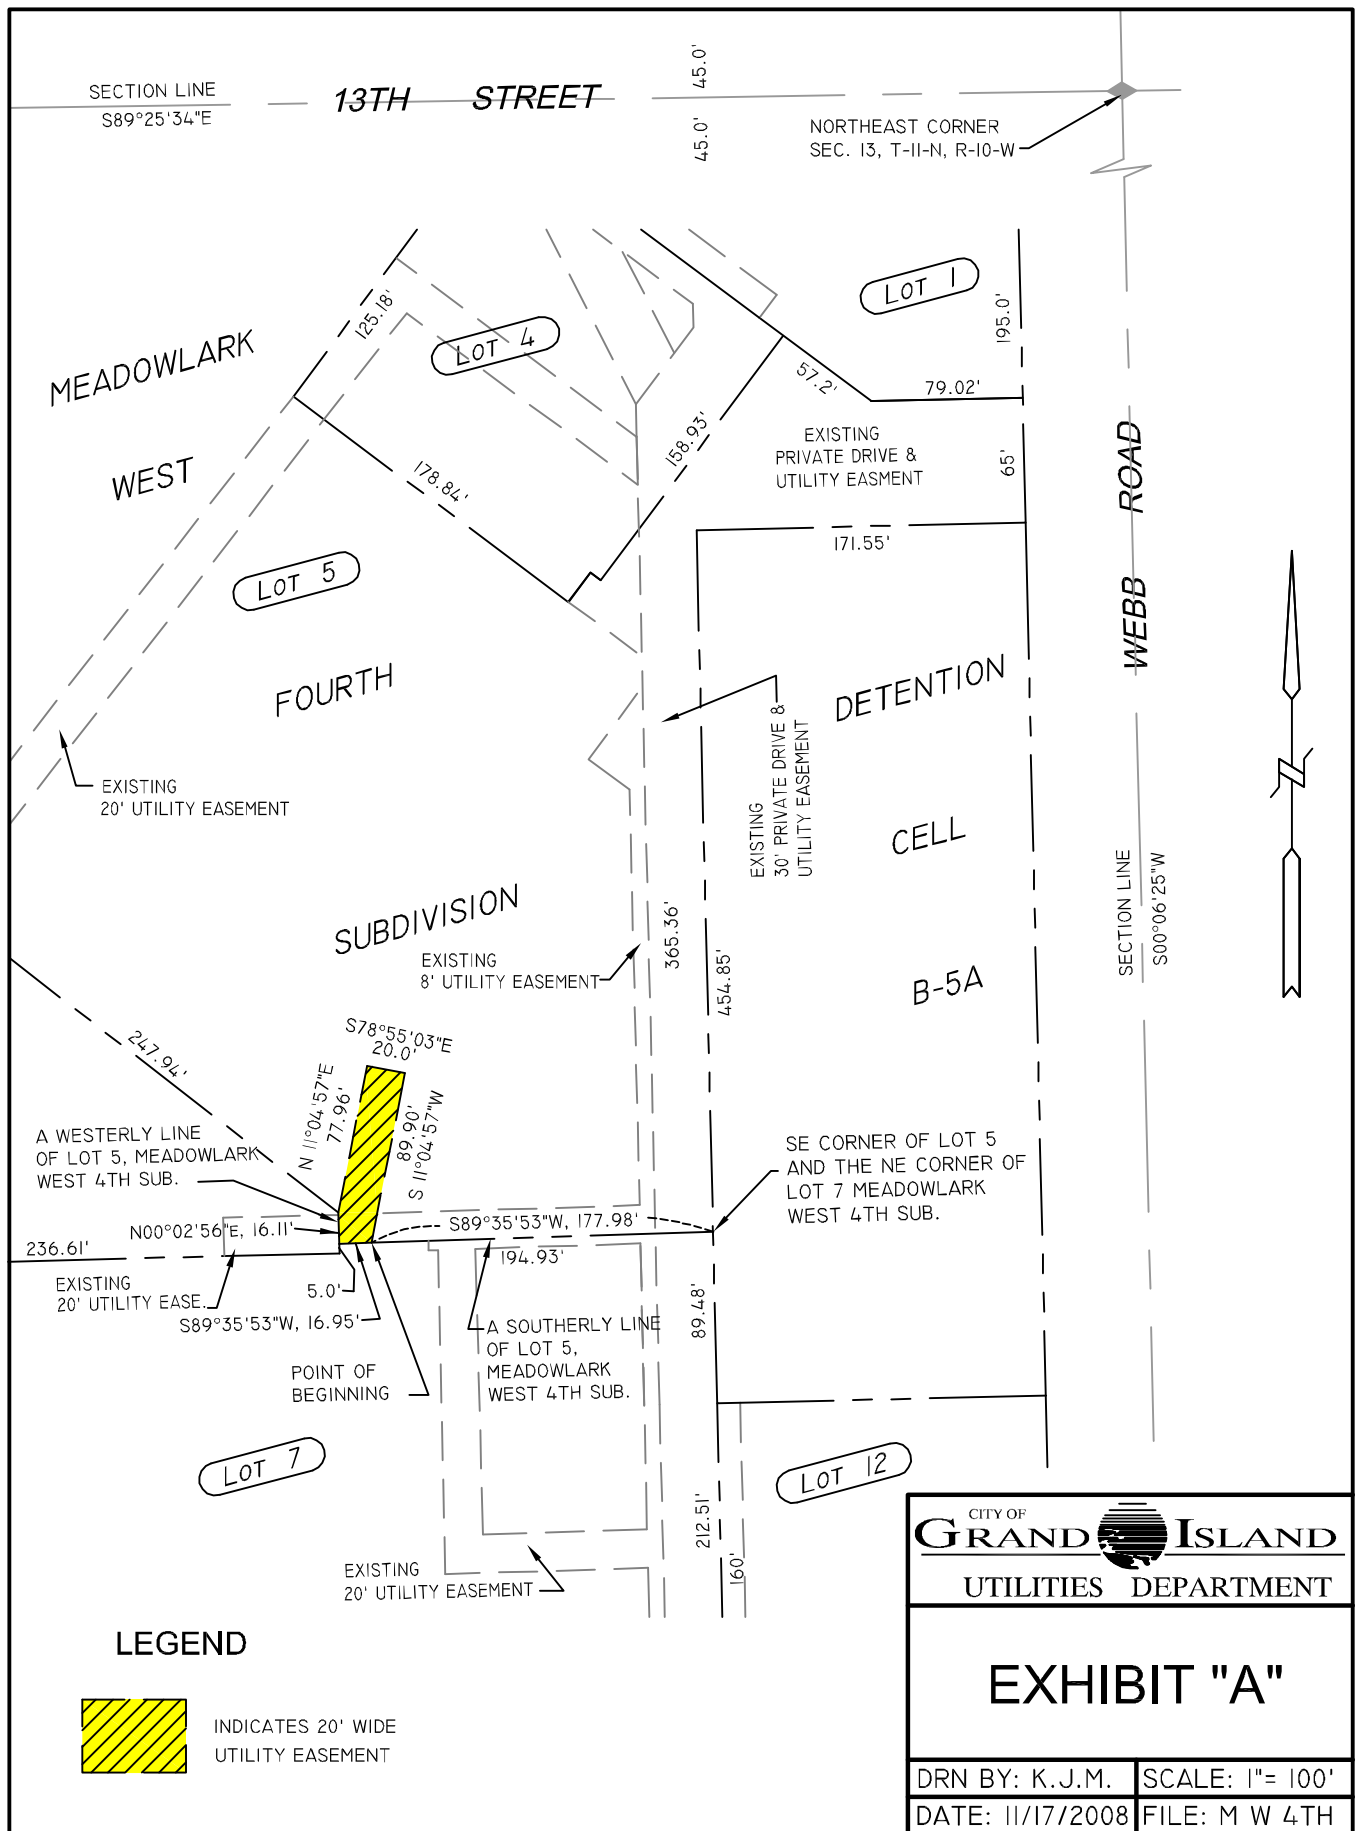 SECTION LINE
S89°25'34"E
13TH STREET
45.0'
45.0'
NORTHEAST CORNER
SEC. 13, T-11-N, R-10-W
LOT 1
195.0'
125.18'
LOT 4
MEADOWLARK
57.2'
79.02'
158.93'
EXISTING
PRIVATE DRIVE &
UTILITY EASMENT
65'
WEBB ROAD
WEST
178.84'
171.55'
LOT 5
FOURTH
DETENTION
EXISTING
30' PRIVATE DRIVE &
UTILITY EASEMENT
EXISTING
20' UTILITY EASEMENT
CELL
SECTION LINE
S00°06'25"W
SUBDIVISION
365.36'
EXISTING
8' UTILITY EASEMENT
454.85'
B-5A
247.94'
S78°55'03"E
20.0'
N 11°04'57"E
77.96'
89.90'
S 11°04'57"W
A WESTERLY LINE
OF LOT 5, MEADOWLARK
WEST 4TH SUB.
SE CORNER OF LOT 5
AND THE NE CORNER OF
LOT 7 MEADOWLARK
WEST 4TH SUB.
N00°02'56"E, 16.11'
S89°35'53"W, 177.98'
236.61'
194.93'
EXISTING
20' UTILITY EASE.
5.0'
S89°35'53"W, 16.95'
89.48'
A SOUTHERLY LINE
OF LOT 5,
MEADOWLARK
WEST 4TH SUB.
POINT OF
BEGINNING
LOT 7
LOT 12
212.51'
160'
EXISTING
20' UTILITY EASEMENT
LEGEND
INDICATES 20' WIDE
UTILITY EASEMENT
CITY OF
GRAND ISLAND
UTILITIES DEPARTMENT
EXHIBIT "A"
DRN BY: K.J.M.
SCALE: 1"= 100'
DATE: 11/17/2008
FILE: M W 4TH